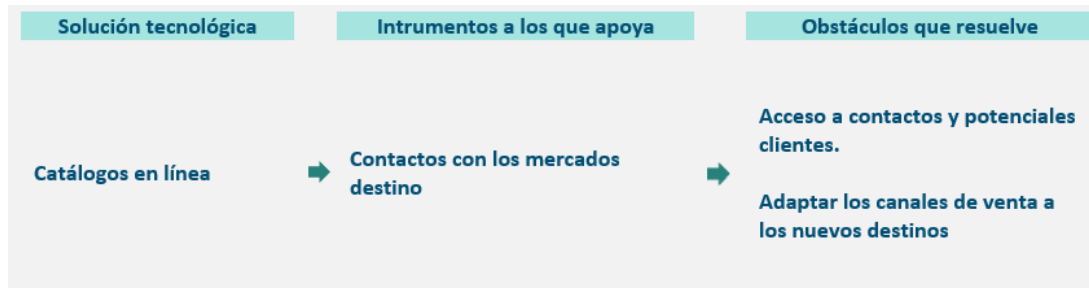 Solución tecnológica
Intrumentos a los que apoya
Obstáculos que resuelve
Catálogos en línea
Contactos con los mercados
destino
Acceso a contactos y potenciales
clientes.
Adaptar los canales de venta a
los nuevos destinos